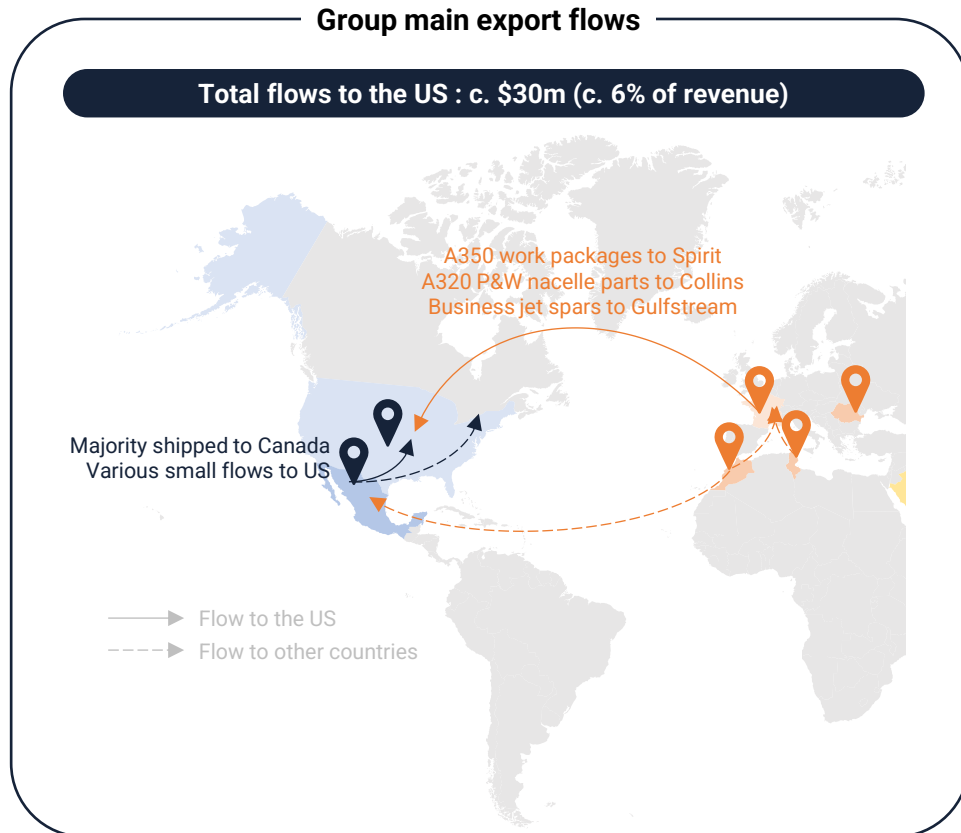 Group main export flows
Total flows to the US : c. $30m (c. 6% of revenue)
A350 work packages to Spirit
A320 P&W nacelle parts to Collins
Business jet spars to Gulfstream
Majority shipped to Canada
Various small flows to US
Flow to the US
Flow to other countries